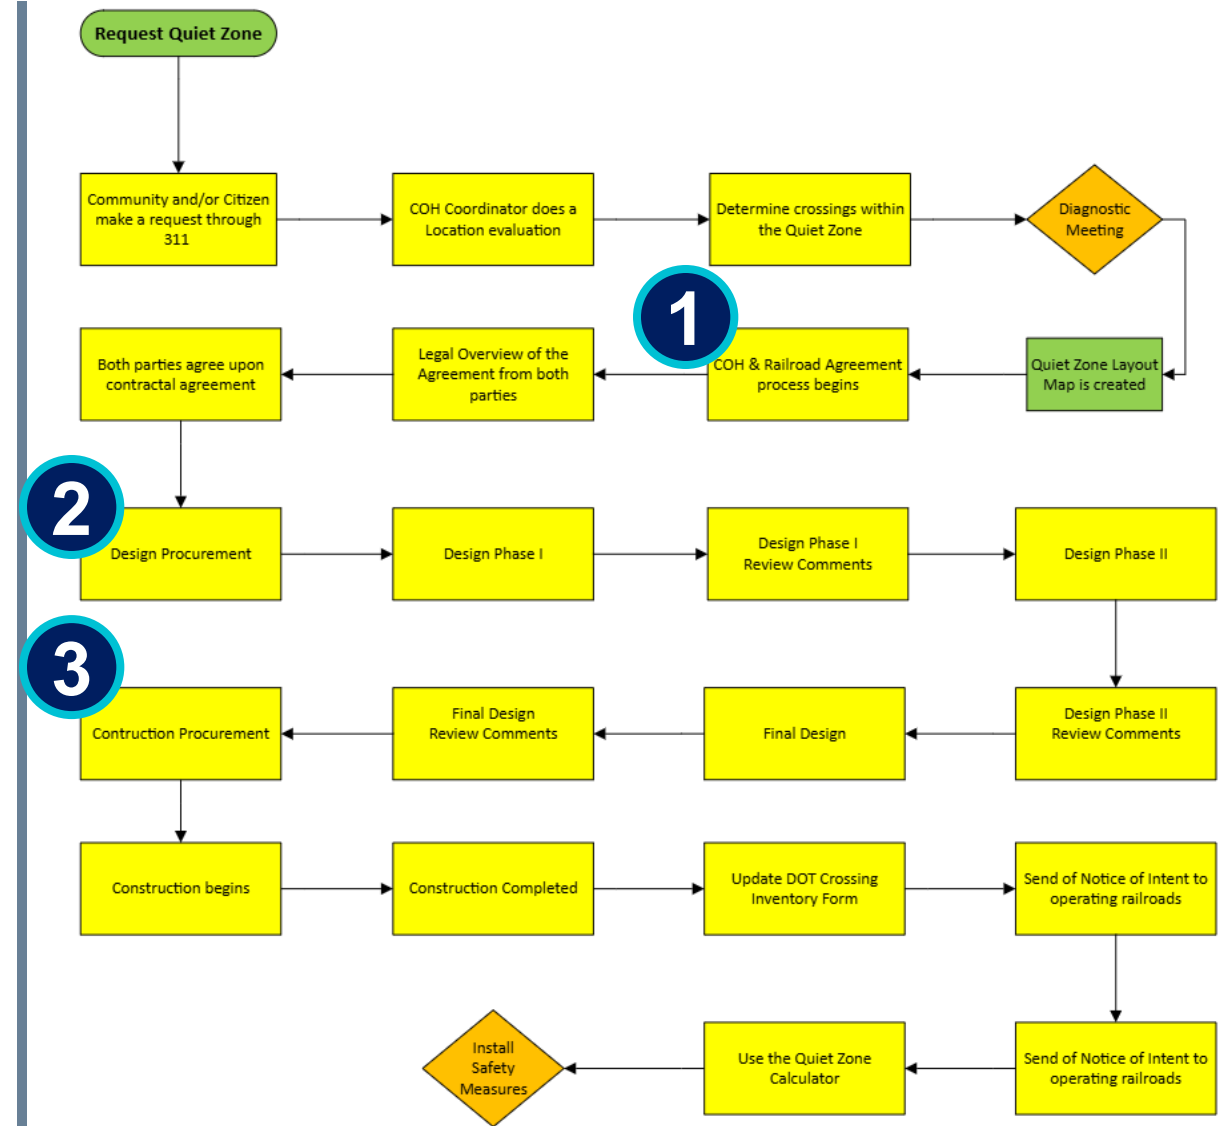 Request Quiet Zone
Community and/or Citizen
make a request through
311
COH Coordinator does a
Location evaluation
Determine crossings within
the Quiet Zone
Diagnostic
Meeting
1
Both parties agree upon
contractal agreement
Legal Overview of the
Agreement from both
parties
COH & Railroad Agreement
process begins
Quiet Zone Layout
Map is created
2
Design Procurement
Design Phase I
Design Phase I
Review Comments
Design Phase II
3
Contruction Procurement
Final Design
Review Comments
Final Design
Design Phase II
Review Comments
Construction begins
Construction Completed
Update DOT Crossing
Inventory Form
Send of Notice of Intent to
operating railroads
Install
Safety
Measures
Use the Quiet Zone
Calculator
Send of Notice of Intent to
operating railroads